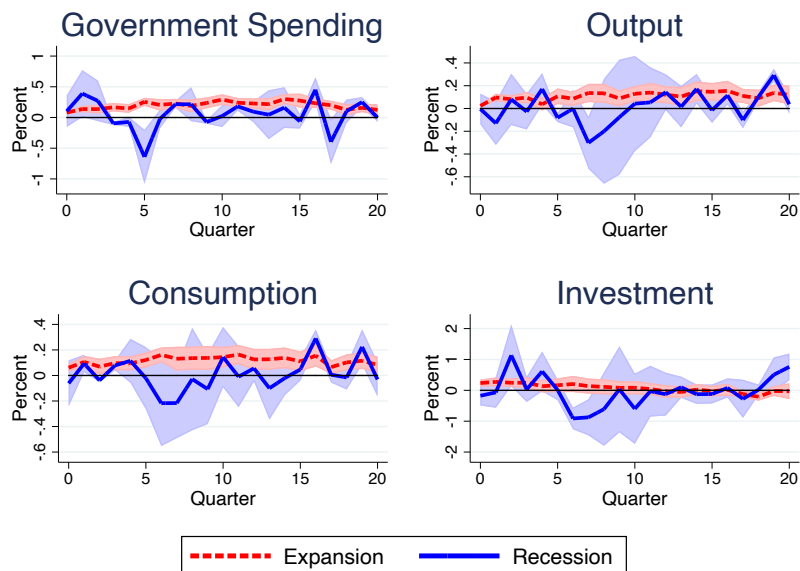 Government Spending
Percent
1
.5
0
-.5
-1
0 5 10 15 20
Quarter
Output
Percent
.4
.2
0
-.2
-.4
-.6
0 5 10 15 20
Quarter
Consumption
Percent
.4
.2
0
-.2
-.4
-.6
0 5 10 15 20
Quarter
Investment
Percent
2
1
0
-1
-2
0 5 10 15 20
Quarter
Expansion Recession